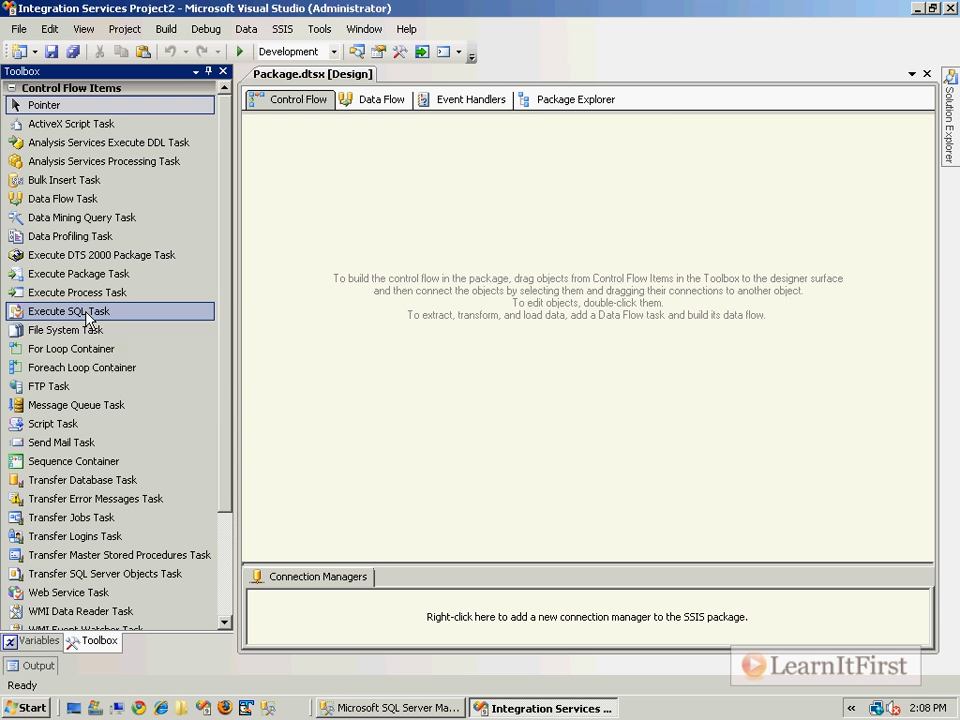 Integration Services Project2 - Microsoft Visual Studio (Administrator)
File Edit View Project Build Debug Data SSIS Tools Window Help
Development
Toolbox
Package.dtsx [Design]
Control Flow Data Flow Event Handlers Package Explorer
Solution Explorer
Control Flow Items
Pointer
ActiveX Script Task
Analysis Services Execute DDL Task
Analysis Services Processing Task
Bulk Insert Task
Data Flow Task
Data Mining Query Task
Data Profiling Task
Execute DTS 2000 Package Task
Execute Package Task
Execute Process Task
Execute SQL Task
File System Task
For Loop Container
Foreach Loop Container
FTP Task
Message Queue Task
Script Task
Send Mail Task
Sequence Container
Transfer Database Task
Transfer Error Messages Task
Transfer Jobs Task
Transfer Logins Task
Transfer Master Stored Procedures Task
Transfer SQL Server Objects Task
Web Service Task
WMI Data Reader Task
WMI Event Watcher Task
To build the control flow in the package, drag objects from Control Flow Items in the Toolbox to the designer surface
and then connect the objects by selecting them and dragging their connections to another object.
To edit objects, double-click them.
To extract, transform, and load data, add a Data Flow task and build its data flow.
Connection Managers
Right-click here to add a new connection manager to the SSIS package.
Variables Toolbox
Output
Ready
LearnItFirst
Start Microsoft SQL Server Ma... Integration Services ... 2:08 PM